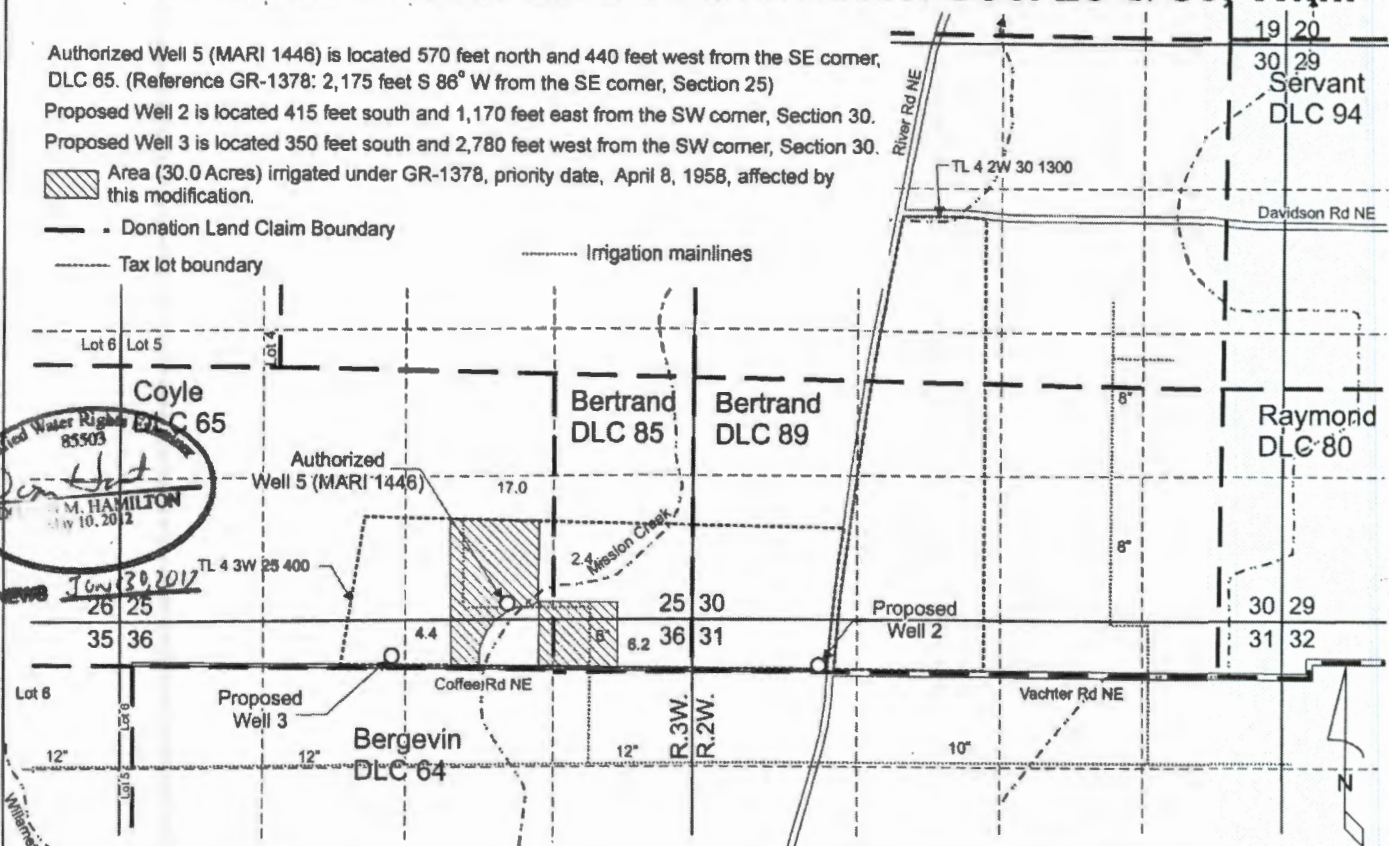 Authorized Well 5 (MARI 1446) is located 570 feet north and 440 feet west from the SE corner,
DLC 65. (Reference GR-1378: 2,175 feet S 86° W from the SE corner, Section 25)
Proposed Well 2 is located 415 feet south and 1,170 feet east from the SW corner, Section 30.
Proposed Well 3 is located 350 feet south and 2,780 feet west from the SW corner, Section 30.
Area (30.0 Acres) irrigated under GR-1378, priority date, April 8, 1958, affected by
this modification.
Donation Land Claim Boundary
Tax lot boundary
Irrigation mainlines
19 20
30 29
Servant
DLC 94
River Rd NE
TL 4 2W 30 1300
Davidson Rd NE
Lot 6 Lot 5
Lot 4
Coyle
DLC 65
Bertrand
DLC 85
Bertrand
DLC 89
8"
Raymond
DLC 80
Water Rights
85503
M. HAMILTON
10, 2012
Authorized
Well 5 (MARI 1446)
17.0
2.4
Mission Creek
6"
TL 4 3W 25 400
26 25
35 36
4.4
6"
6.2
25 30
36 31
Proposed
Well 2
30 29
31 32
Lot 6
Proposed
Well 3
Coffee Rd NE
Vachter Rd NE
Lot 6
Lot 5
R.3W.
R.2W.
Bergevin
DLC 64
12"
12"
12"
10"
N